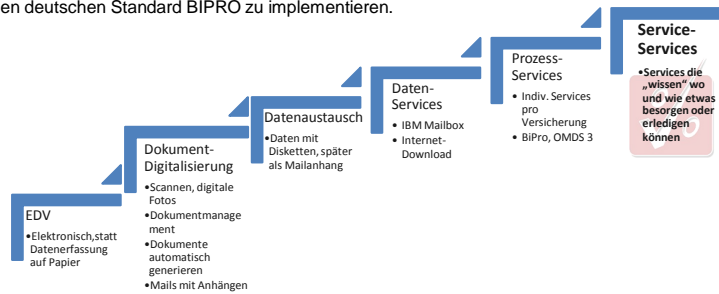 en deutschen Standard BIPRO zu implementieren.
EDV
•Elektronisch,statt
Datenerfassung
auf Papier
Dokument-
Digitalisierung
•Scannen, digitale
Fotos
•Dokumentmanage
ment
•Dokumente
automatisch
generieren
•Mails mit Anhängen
Datenaustausch
•Daten mit
Disketten, später
als Mailanhang
Daten-
Services
• IBM Mailbox
• Internet-
Download
Prozess-
Services
• Indiv. Services
pro
Versicherung
• BiPro, OMDS 3
Service-
Services
•Services die
„wissen“ wo
und wie etwas
besorgen oder
erledigen
können